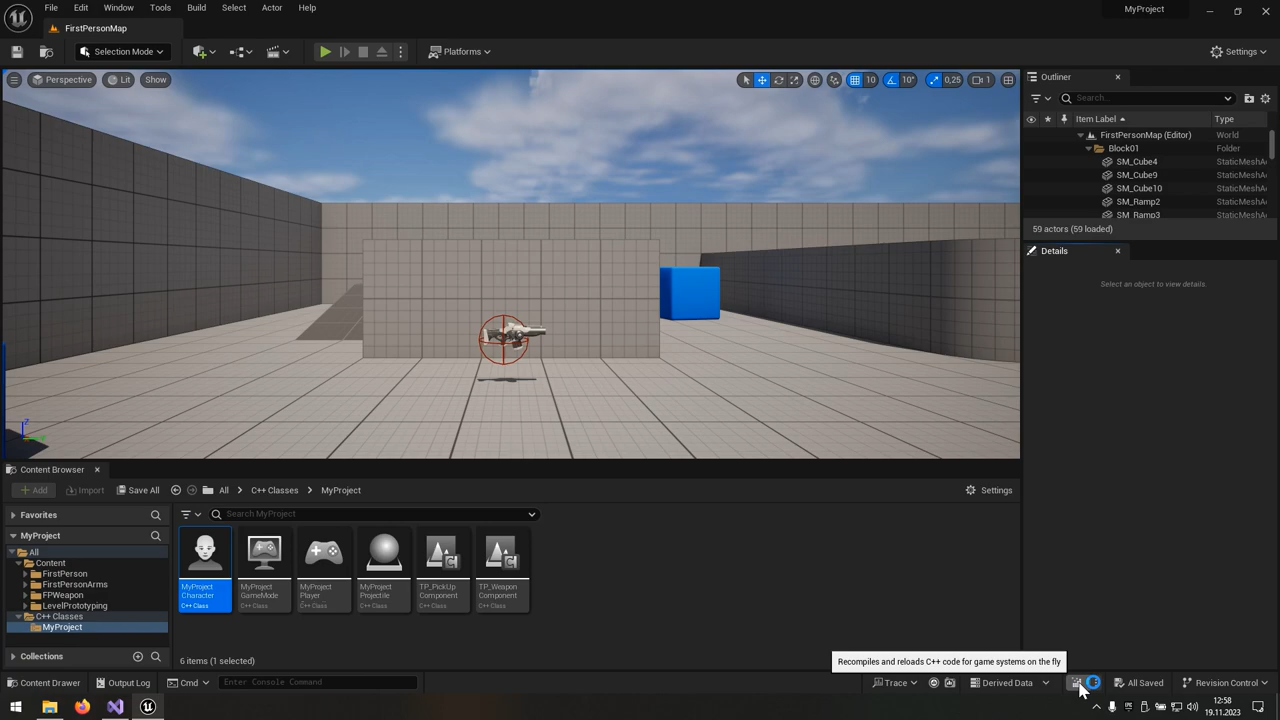 File Edit Window Tools Build Select Actor Help
MyProject
FirstPersonMap
Selection Mode
Platforms
Settings
Perspective
Lit
Show
10
10°
0,25
1
Outliner
Search...
Item Label
Type
FirstPersonMap (Editor) World
Block01 Folder
SM_Cube4 StaticMeshA
SM_Cube9 StaticMeshA
SM_Cube10 StaticMeshA
SM_Ramp2 StaticMeshA
SM_Ramp3 StaticMeshA
59 actors (59 loaded)
Details
Select an object to view details.
Z
Content Browser
Add
Import
Save All
All
C++ Classes
MyProject
Settings
Favorites
MyProject
All
Content
FirstPerson
FirstPersonArms
FPWeapon
LevelPrototyping
C++ Classes
MyProject
Collections
Search MyProject
MyProject
Character
C++ Class
MyProject
GameMode
C++ Class
MyProject
Player
C++ Class
MyProject
Projectile
C++ Class
TP_PickUp
Component
C++ Class
TP_Weapon
Component
C++ Class
6 items (1 selected)
Recompiles and reloads C++ code for game systems on the fly
Content Drawer
Output Log
Cmd
Enter Console Command
Trace
Derived Data
All Saved
Revision Control
12:58
19.11.2023